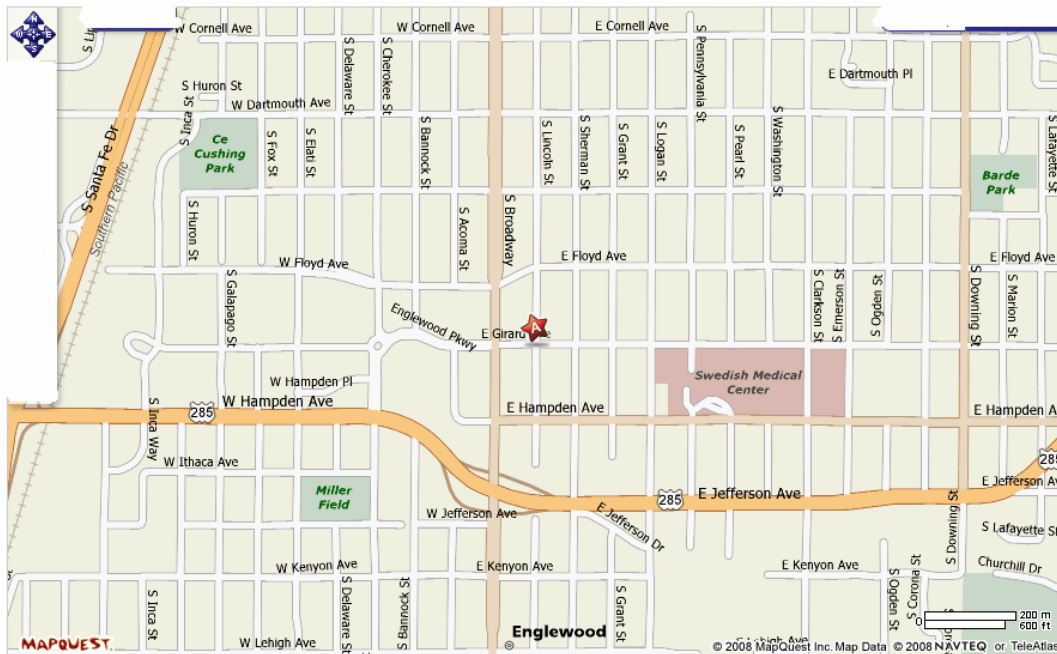 N
W
E
S
W Cornell Ave
W Cornell Ave
E Cornell Ave
S Delaware St
S Cherokee St
S Pennsylvania St
E Dartmouth Pl
S Huron St
W Dartmouth Ave
S Inca St
S Santa Fe Dr
Southern Pacific
Ce
Cushing
Park
S Fox St
S Elati St
S Bannock St
S Lincoln St
S Sherman St
S Grant St
S Logan St
S Pearl St
S Washington St
S Lafayette St
Barde
Park
S Huron St
S Acoma St
S Broadway
W Floyd Ave
E Floyd Ave
E Floyd Ave
S Galapago St
Englewood Pkwy
A
E Girard Ave
S Clarkson St
S Emerson St
S Ogden St
S Downing St
S Marion St
W Hampden Pl
Swedish Medical
Center
285
W Hampden Ave
E Hampden Ave
E Hampden A
S Inca Way
W Ithaca Ave
Miller
Field
285
E Jefferson Ave
285
E Jefferson Ave
W Jefferson Ave
E Jefferson Dr
S Downing St
S Lafayette St
W Kenyon Ave
E Kenyon Ave
E Kenyon Ave
Churchill Dr
S Inca St
S Delaware St
S Bannock St
S Grant St
S Ogden St
S Corona St
0
200 m
600 ft
W Lehigh Ave
Englewood
E Lehigh Ave
MAPQUEST.
© 2008 MapQuest Inc. Map Data © 2008 NAVTEQ or TeleAtlas